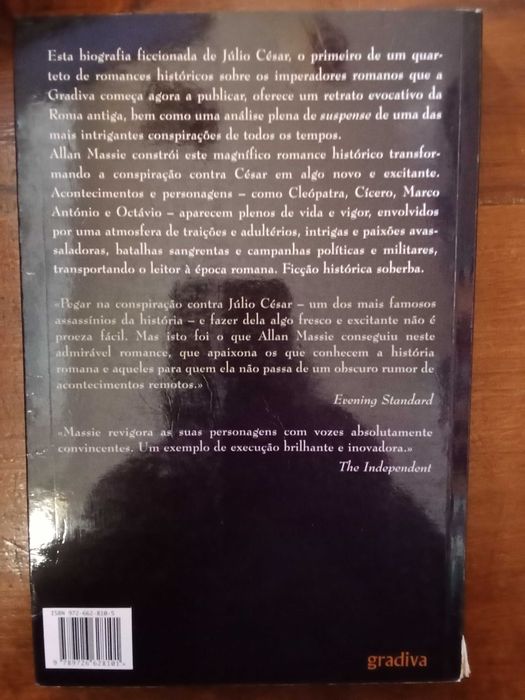 Esta biografia ficcionada de Júlio César, o primeiro de um quar-
teto de romances históricos sobre os imperadores romanos que a
Gradiva começa agora a publicar, oferece um retrato evocativo da
Roma antiga, bem como uma análise plena de suspense de uma das
mais intrigantes conspirações de todos os tempos.
Allan Massie constrói este magnífico romance histórico transfor-
mando a conspiração contra César em algo novo e excitante.
Acontecimentos e personagens – como Cleópatra, Cícero, Marco
António e Octávio – aparecem plenos de vida e vigor, envolvidos
por uma atmosfera de traições e adultérios, intrigas e paixões avas-
saladoras, batalhas sangrentas e campanhas políticas e militares,
transportando o leitor à época romana. Ficção histórica soberba.
«Pegar na conspiração contra Júlio César – um dos mais famosos
assassínios da história – e fazer dela algo fresco e excitante não é
proeza fácil. Mas isto foi o que Allan Massie conseguiu neste
admirável romance, que apaixona os que conhecem a história
romana e aqueles para quem ela não passa de um obscuro rumor de
acontecimentos remotos.»
Evening Standard
«Massie revigora as suas personagens com vozes absolutamente
convincentes. Um exemplo de execução brilhante e inovadora.»
The Independent
ISBN 972-662-810-5
9 789726 628101
gradiva